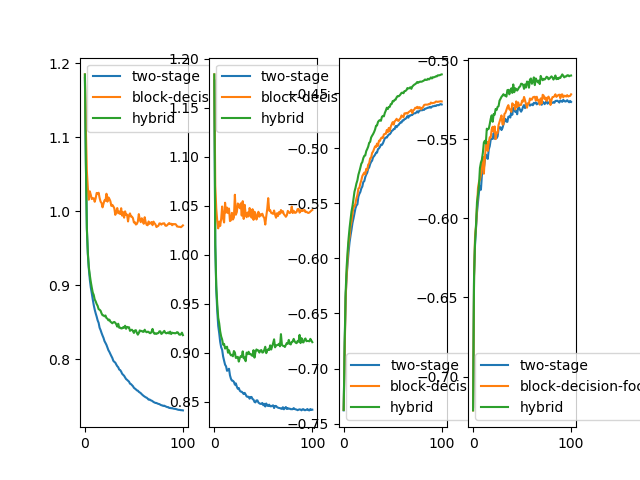 1.2
1.1
1.0
0.9
0.8
0
100
two-stage
block-decis
hybrid
1.20
1.15
1.10
1.05
1.00
0.95
0.90
0.85
0
100
two-stage
block-decis
hybrid
−0.45
−0.50
−0.55
−0.60
−0.65
−0.70
−0.75
0
100
two-stage
block-decis
hybrid
−0.50
−0.55
−0.60
−0.65
−0.70
0
100
two-stage
block-decision-foc
hybrid